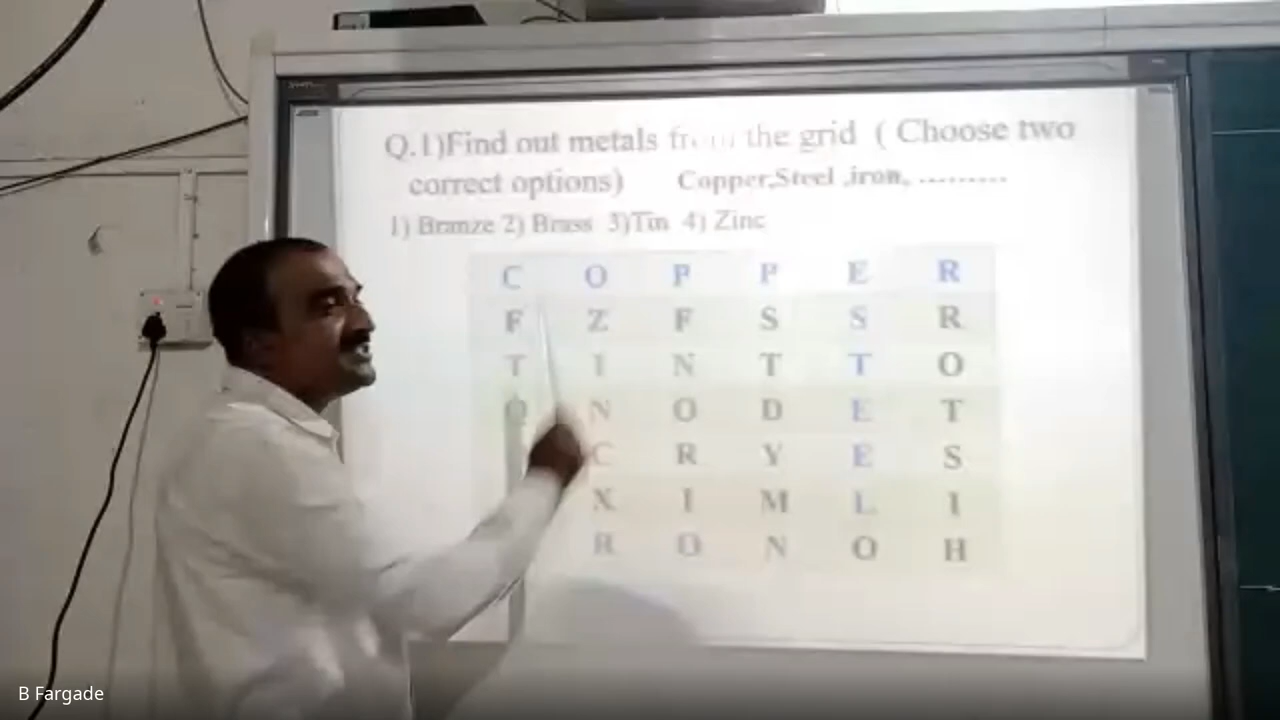 Q.1)Find out metals from the grid ( Choose two
correct options) Copper,Steel ,iron, .........
1) Branze 2) Brass 3)Tin 4) Zinc
C O P P E R
F Z F S S R
T I N T T O
N O D E T
C R Y E S
X I M L I
R O N O H
B Fargade